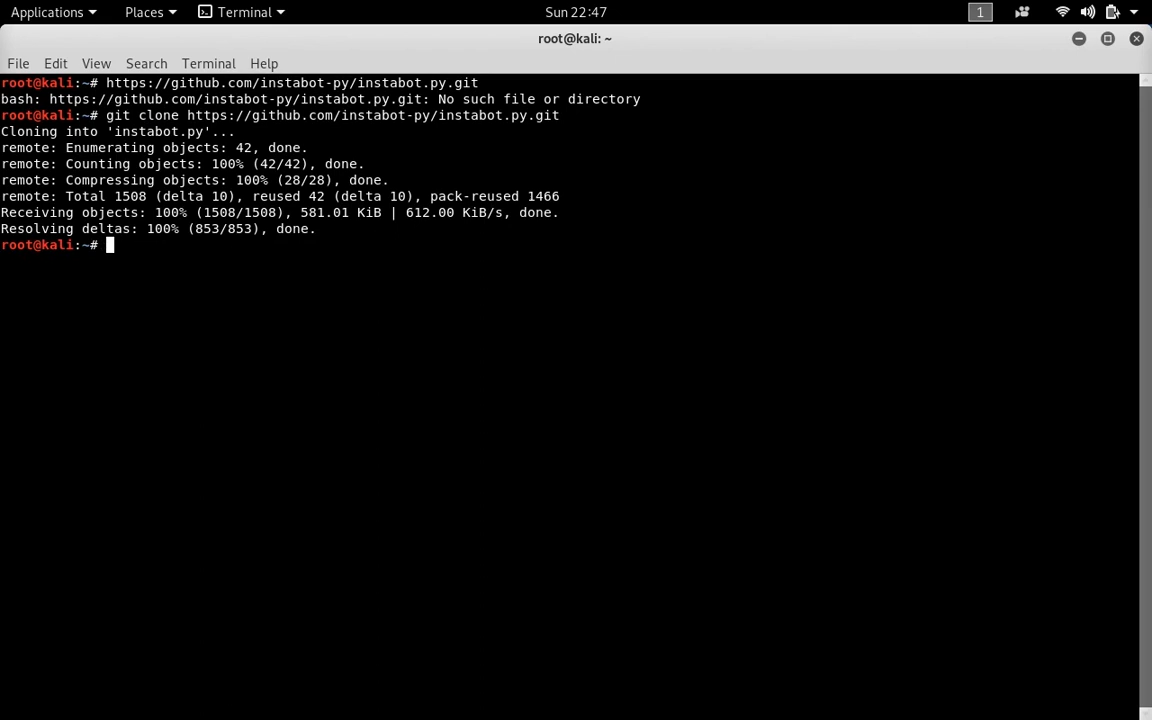 Applications Places Terminal Sun 22:47 1
root@kali: ~
File Edit View Search Terminal Help
root@kali:~# https://github.com/instabot-py/instabot.py.git
bash: https://github.com/instabot-py/instabot.py.git: No such file or directory
root@kali:~# git clone https://github.com/instabot-py/instabot.py.git
Cloning into 'instabot.py'...
remote: Enumerating objects: 42, done.
remote: Counting objects: 100% (42/42), done.
remote: Compressing objects: 100% (28/28), done.
remote: Total 1508 (delta 10), reused 42 (delta 10), pack-reused 1466
Receiving objects: 100% (1508/1508), 581.01 KiB | 612.00 KiB/s, done.
Resolving deltas: 100% (853/853), done.
root@kali:~#